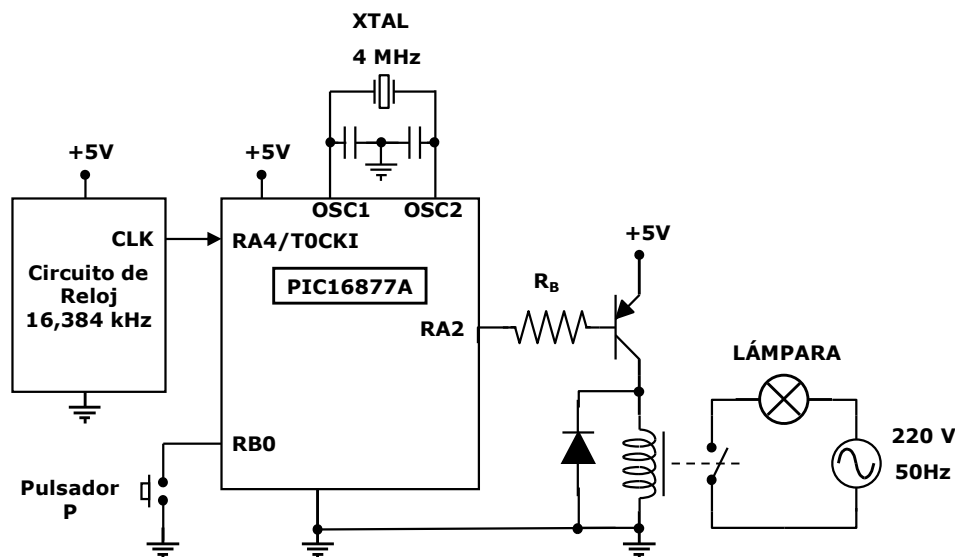 XTAL
4 MHz
+5V
+5V
OSC1
OSC2
CLK
RA4/T0CKI
Circuito de
Reloj
16,384 kHz
PIC16877A
+5V
RB
RA2
LÁMPARA
220 V
50Hz
RB0
Pulsador
P